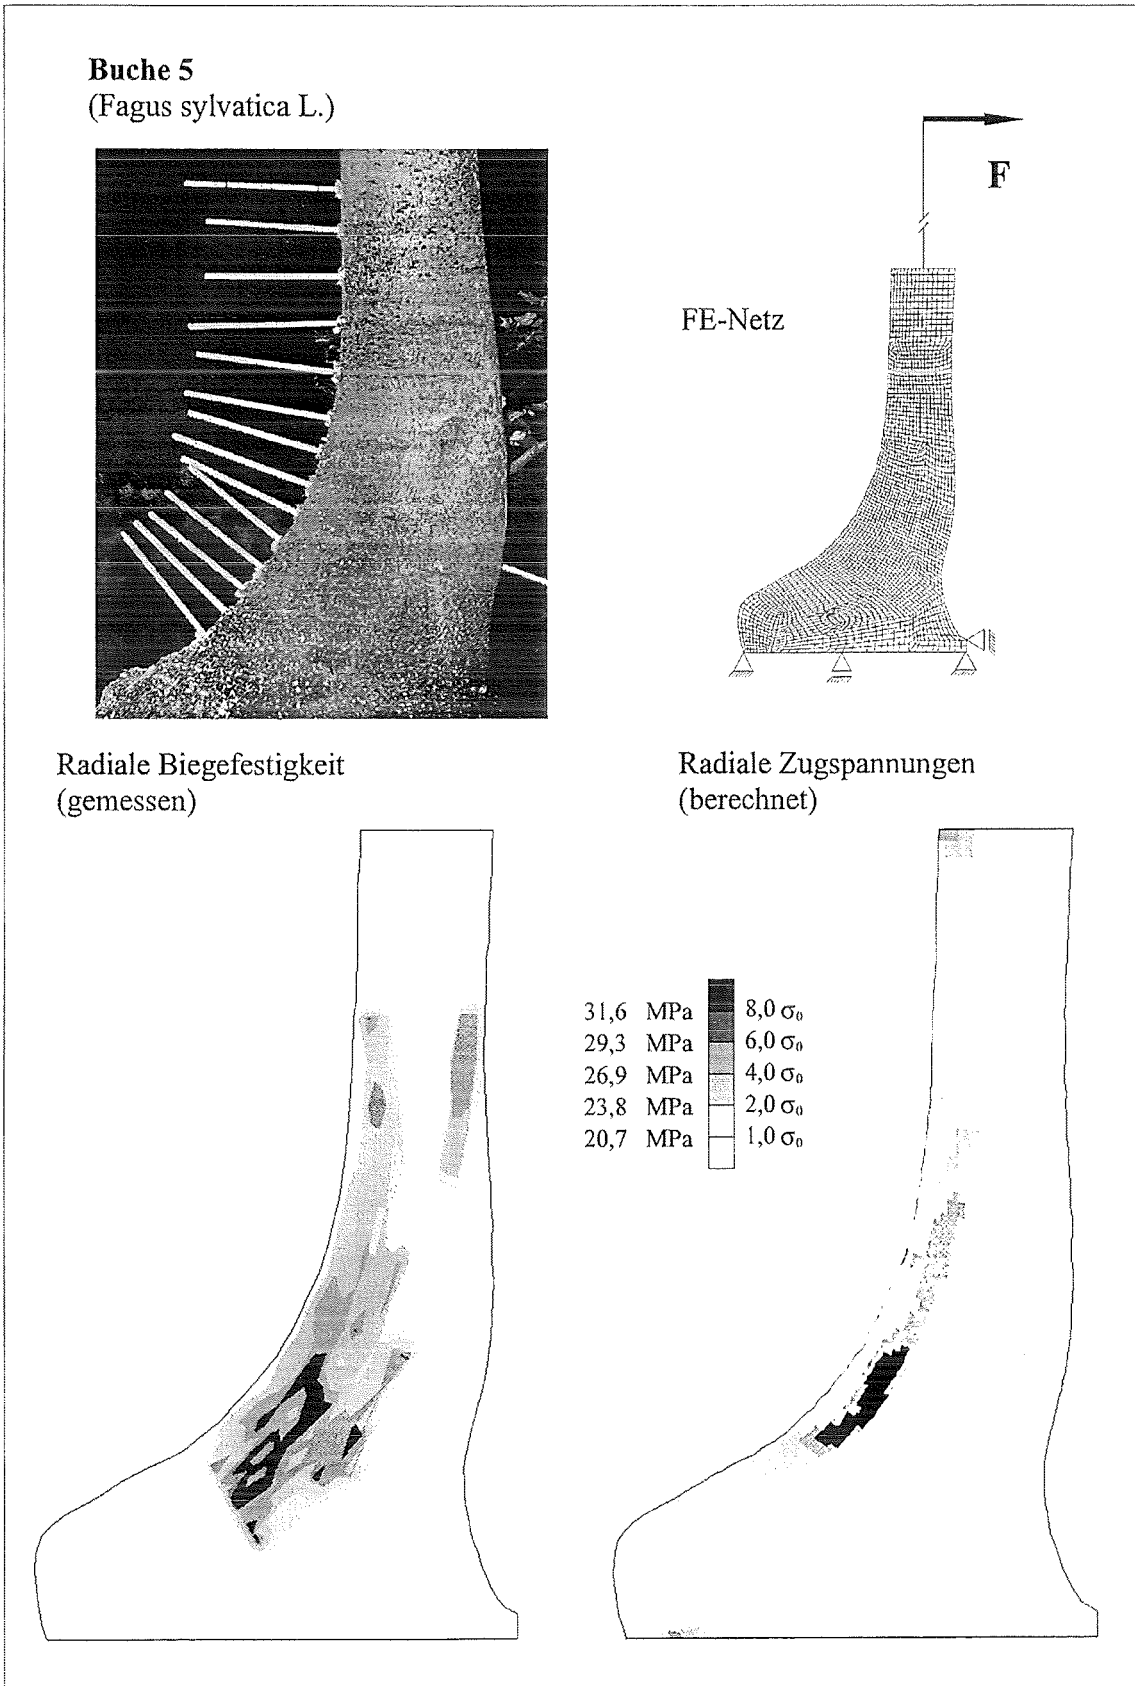 Buche 5
(Fagus sylvatica L.)
F
FE-Netz
Radiale Biegefestigkeit
(gemessen)
Radiale Zugspannungen
(berechnet)
31,6 MPa 8,0 σ₀
29,3 MPa 6,0 σ₀
26,9 MPa 4,0 σ₀
23,8 MPa 2,0 σ₀
20,7 MPa 1,0 σ₀